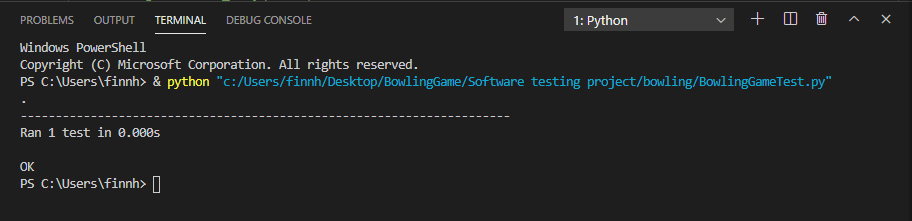 PROBLEMS OUTPUT TERMINAL DEBUG CONSOLE 1: Python
Windows PowerShell
Copyright (C) Microsoft Corporation. All rights reserved.
PS C:\Users\finnh> & python "c:/Users/finnh/Desktop/BowlingGame/Software testing project/bowling/BowlingGameTest.py"
.
----------------------------------------------------------------------
Ran 1 test in 0.000s
OK
PS C:\Users\finnh>